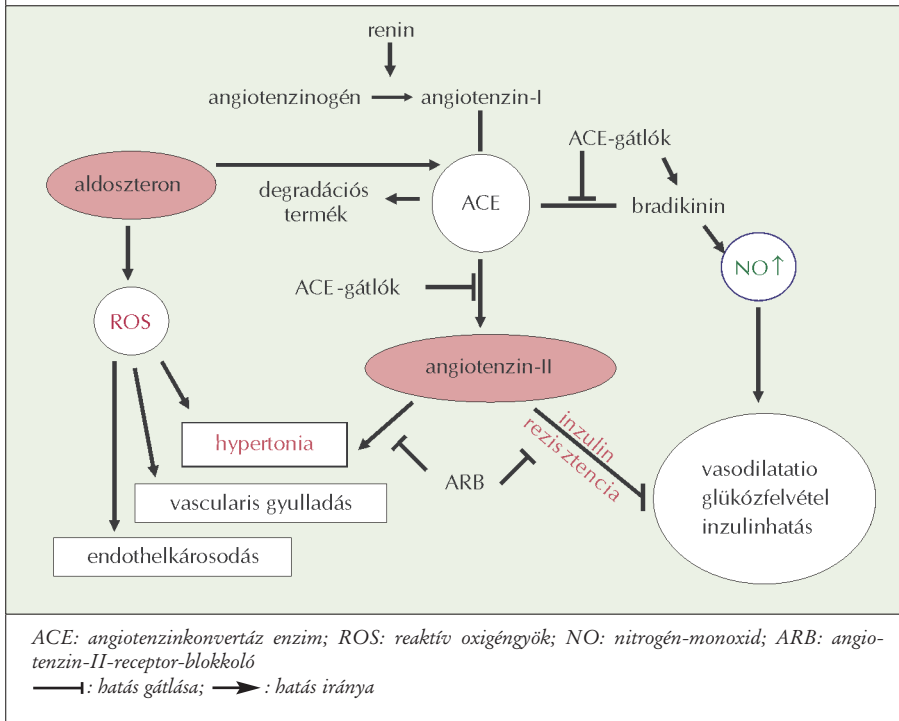 renin
angiotenzinogén
angiotenzin-I
ACE-gátlók
aldoszteron
degradációs
termék
ACE
bradikinin
NO↑
ACE-gátlók
ROS
angiotenzin-II
inzulin
rezisztencia
hypertonia
ARB
vascularis gyulladás
endothelkárosodás
vasodilatatio
glükózfelvétel
inzulinhatás
ACE: angiotenzinkonvertáz enzim; ROS: reaktív oxigéngyök; NO: nitrogén-monoxid; ARB: angio-
tenzin-II-receptor-blokkoló
: hatás gátlása; : hatás iránya